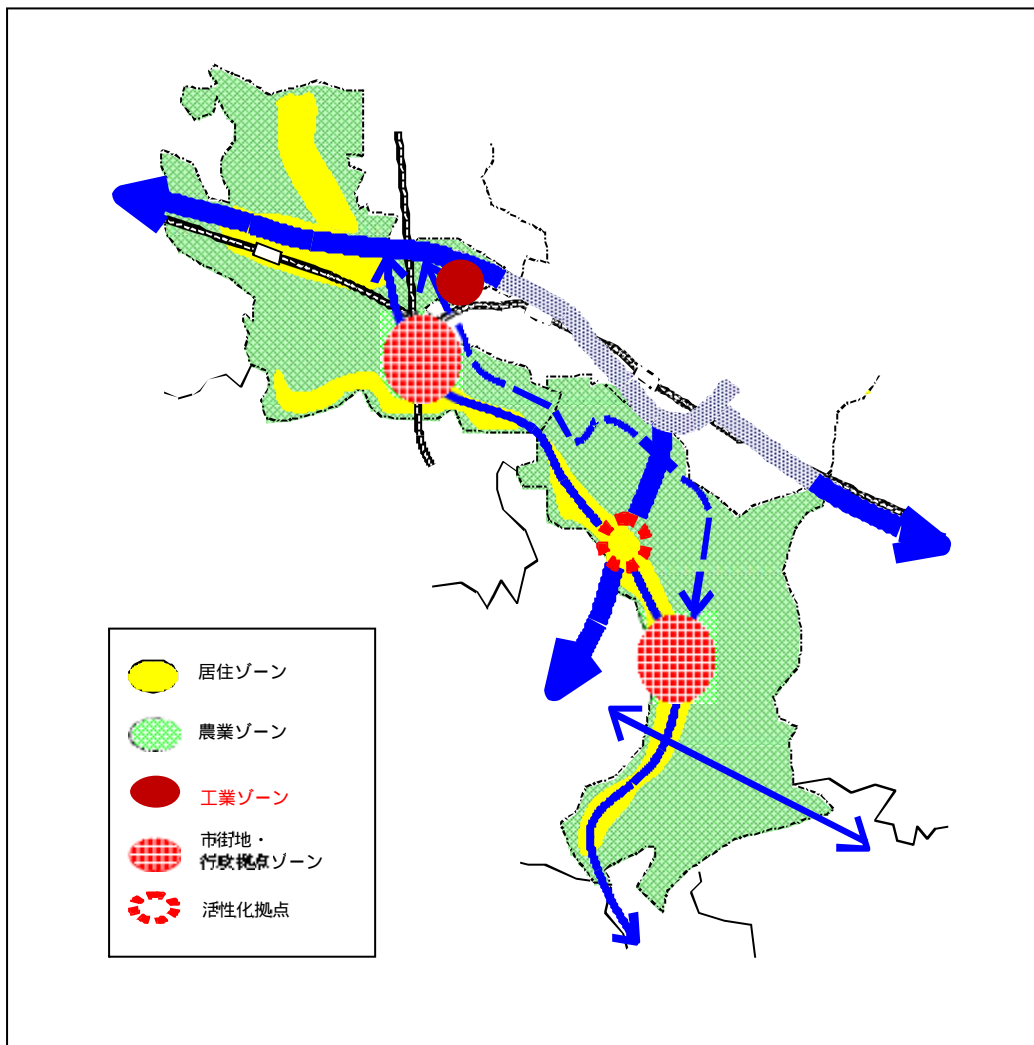 居住ゾーン
農業ゾーン
工業ゾーン
市街地・
行政拠点ゾーン
活性化拠点